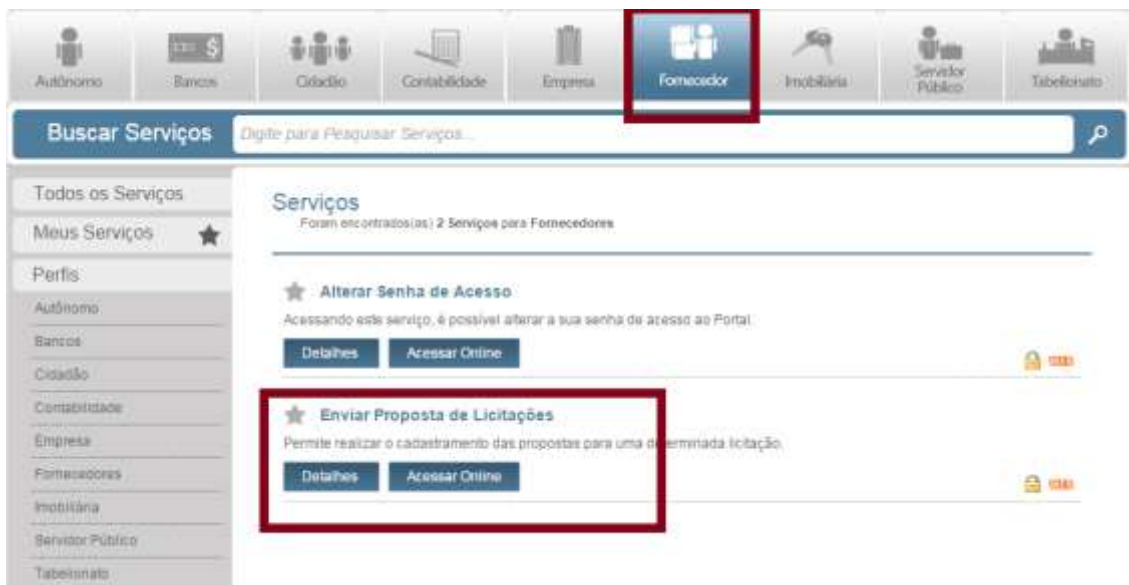 Autônomo
Bancos
Cidadão
Contabilidade
Empresa
Fornecedor
Imobiliária
Servidor
Público
Tabelionato
Buscar Serviços
Digite para Pesquisar Serviços...
Todos os Serviços
Meus Serviços
Perfis
Autônomo
Bancos
Cidadão
Contabilidade
Empresa
Fornecedores
Imobiliária
Servidor Público
Tabelionato
Serviços
Foram encontrados(as) 2 Serviços para Fornecedores
Alterar Senha de Acesso
Acessando este serviço, é possível alterar a sua senha de acesso ao Portal.
Detalhes
Acessar Online
Enviar Proposta de Licitações
Permite realizar o cadastramento das propostas para uma determinada licitação.
Detalhes
Acessar Online